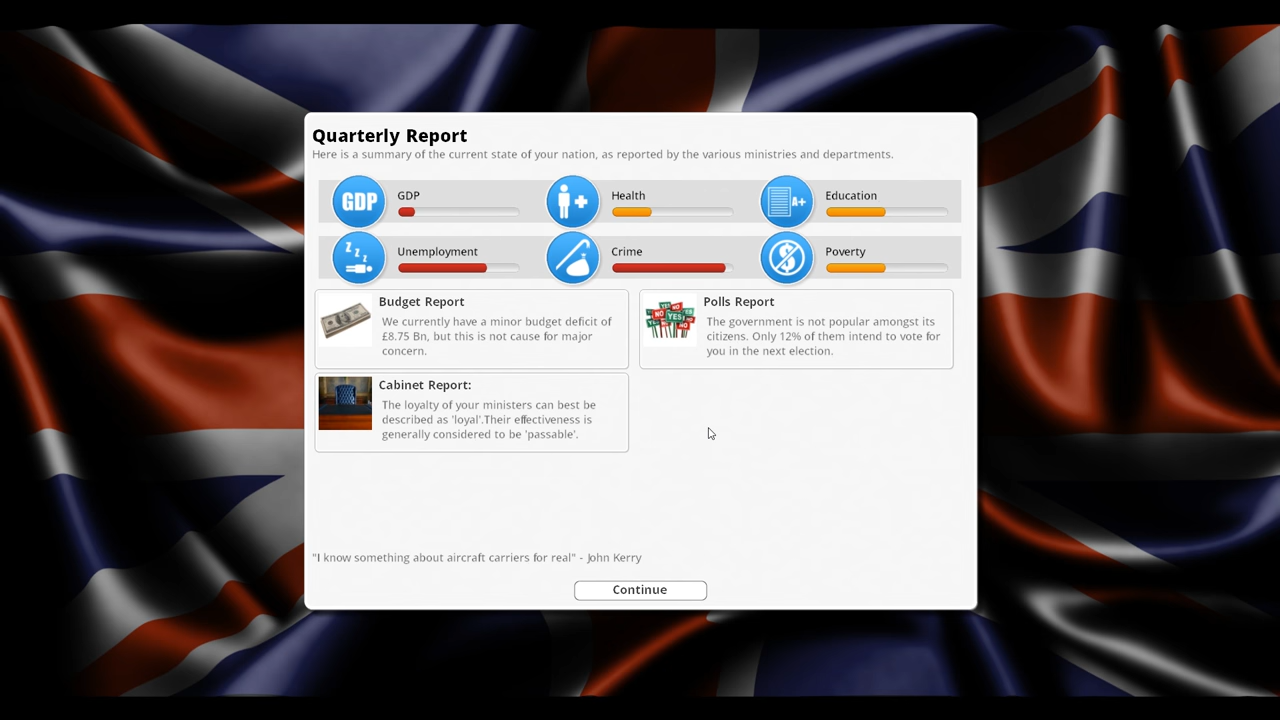 Quarterly Report
Here is a summary of the current state of your nation, as reported by the various ministries and departments.
GDP
GDP
Health
A+
Education
Z Z Z
Unemployment
Crime
$
Poverty
Budget Report
We currently have a minor budget deficit of
£8.75 Bn, but this is not cause for major
concern.
YES NO YES NO
Polls Report
The government is not popular amongst its
citizens. Only 12% of them intend to vote for
you in the next election.
Cabinet Report:
The loyalty of your ministers can best be
described as 'loyal'.Their effectiveness is
generally considered to be 'passable'.
"I know something about aircraft carriers for real" - John Kerry
Continue